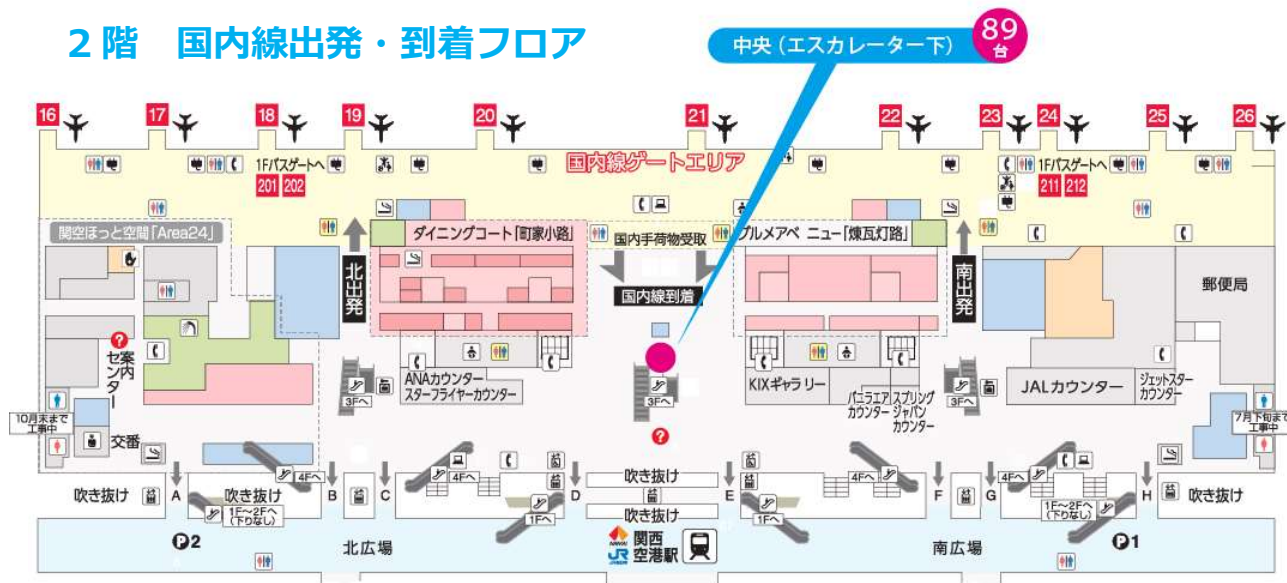 2階　国内線出発・到着フロア
中央（エスカレーター下）
89
台
16
17
18
19
20
21
22
23
24
25
26
1Fバスゲートへ
201 202
国内線ゲートエリア
1Fバスゲートへ
211 212
関空ほっと空間「Area24」
ダイニングコート「町家小路」
国内手荷物受取
グルメアベニュー「煉瓦灯路」
北出発
国内線到着
南出発
郵便局
案内センター
3Fへ
ANAカウンター
スターフライヤーカウンター
3Fへ
KIXギャラリー
バニラエア
カウンター
スプリング
ジャパン
カウンター
3Fへ
JALカウンター
ジェットスター
カウンター
10月末まで
工事中
7月下旬まで
工事中
交番
4Fへ
4Fへ
4Fへ
4Fへ
吹き抜け
A
吹き抜け
B
C
D
吹き抜け
E
F
G
H
吹き抜け
1F～2Fへ
(下りなし)
1Fへ
吹き抜け
1Fへ
1F～2Fへ
(下りなし)
P2
北広場
NANKAI
JR
関西
空港駅
南広場
P1